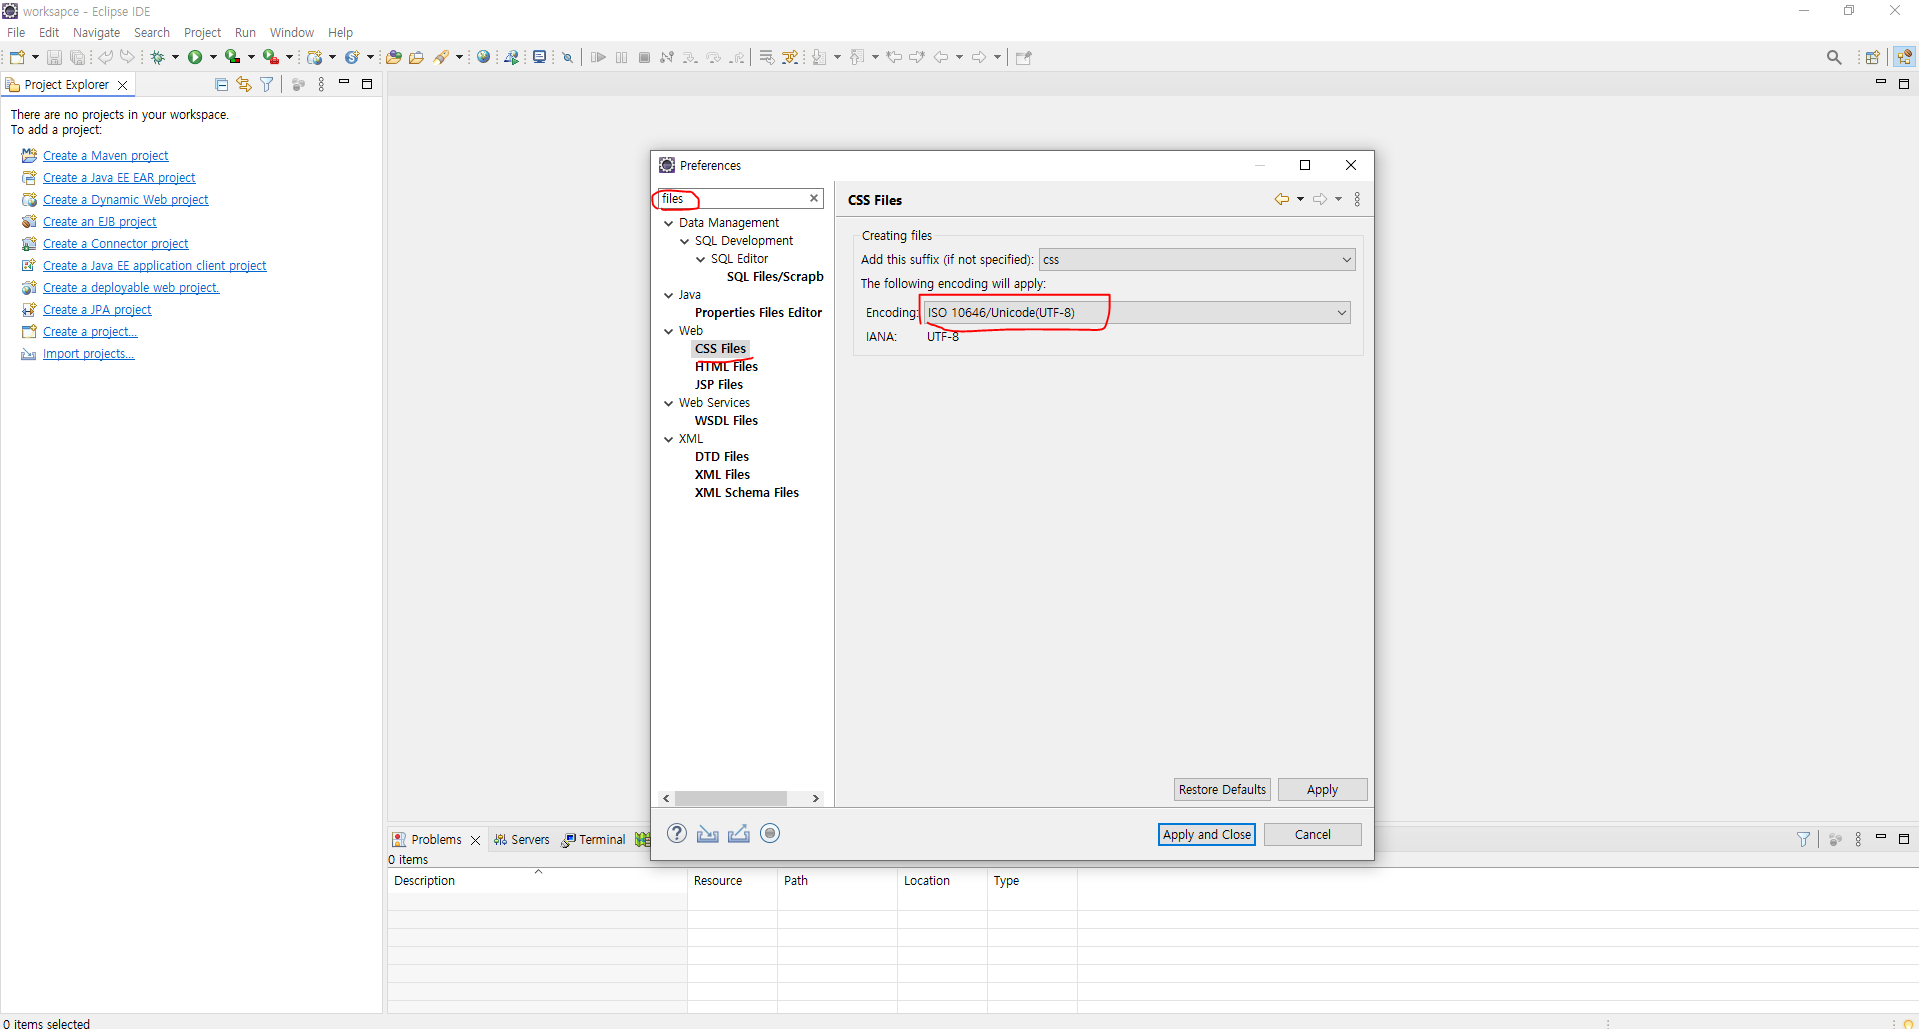 worksapce - Eclipse IDE
File Edit Navigate Search Project Run Window Help
Project Explorer
There are no projects in your workspace.
To add a project:
Create a Maven project
Create a Java EE EAR project
Create a Dynamic Web project
Create an EJB project
Create a Connector project
Create a Java EE application client project
Create a deployable web project.
Create a JPA project
Create a project...
Import projects...
Preferences
files
Data Management
SQL Development
SQL Editor
SQL Files/Scrapb
Java
Properties Files Editor
Web
CSS Files
HTML Files
JSP Files
Web Services
WSDL Files
XML
DTD Files
XML Files
XML Schema Files
CSS Files
Creating files
Add this suffix (if not specified): css
The following encoding will apply:
Encoding: ISO 10646/Unicode(UTF-8)
IANA: UTF-8
Restore Defaults Apply
Apply and Close Cancel
Problems Servers Terminal
0 items
Description Resource Path Location Type
0 items selected